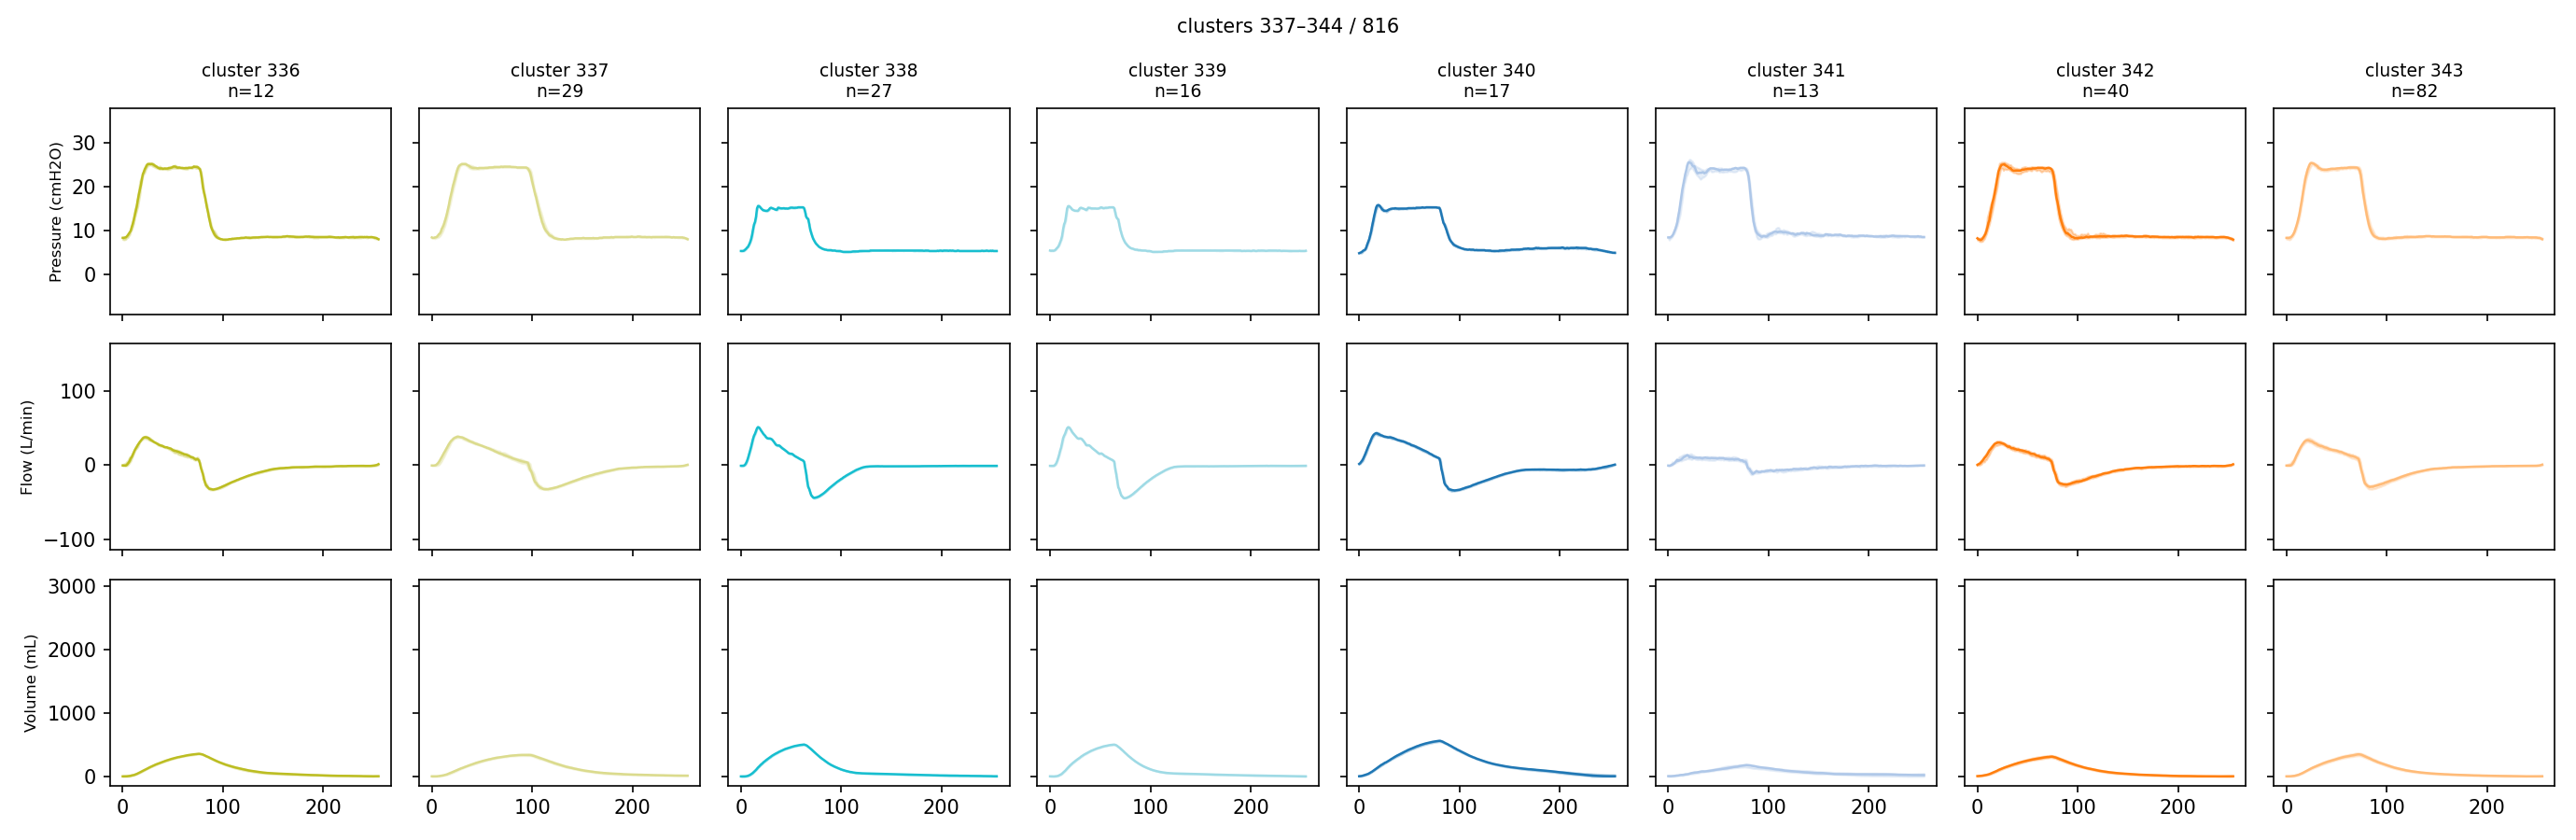 clusters 337–344 / 816
cluster 336
n=12
cluster 337
n=29
cluster 338
n=27
cluster 339
n=16
cluster 340
n=17
cluster 341
n=13
cluster 342
n=40
cluster 343
n=82
Pressure (cmH2O)
30
20
10
0
Flow (L/min)
100
0
−100
Volume (mL)
3000
2000
1000
0
0 100 200
0 100 200
0 100 200
0 100 200
0 100 200
0 100 200
0 100 200
0 100 200